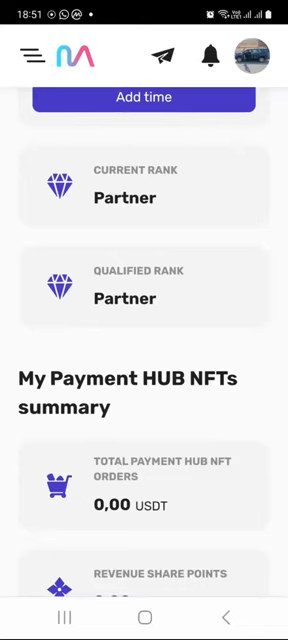 18:51
Add time
CURRENT RANK
Partner
QUALIFIED RANK
Partner
My Payment HUB NFTs
summary
TOTAL PAYMENT HUB NFT
ORDERS
0,00 USDT
REVENUE SHARE POINTS